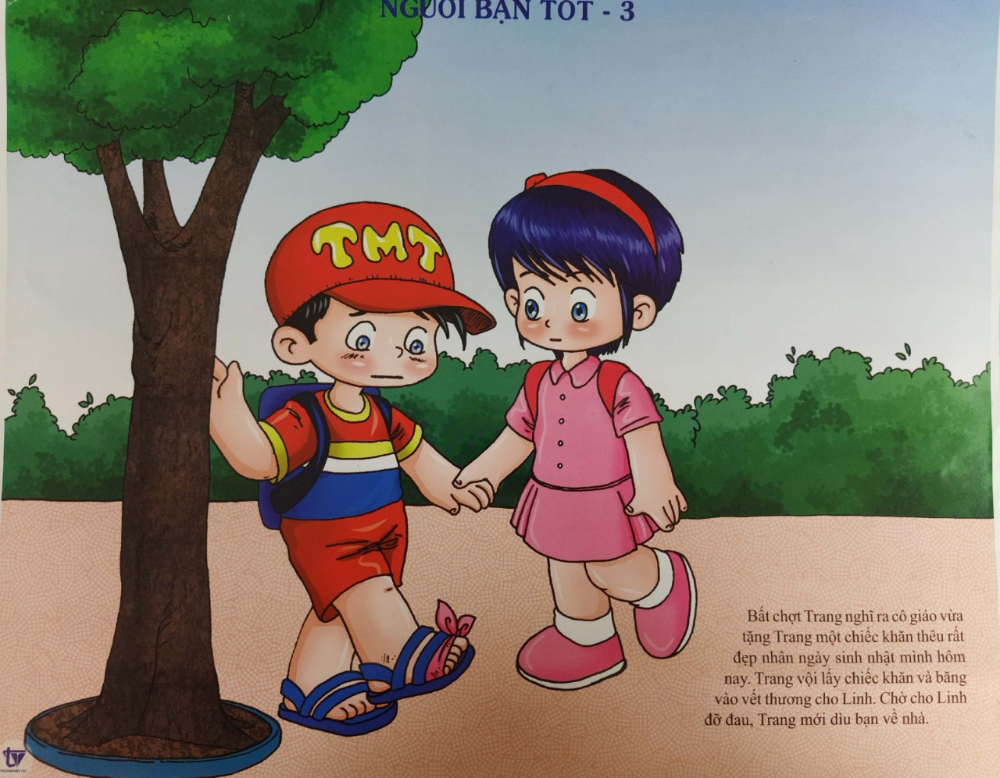 NGƯỜI BẠN TỐT - 3
TMT
Bất chợt Trang nghĩ ra cô giáo vừa
tặng Trang một chiếc khăn thêu rất
đẹp nhân ngày sinh nhật mình hôm
nay. Trang vội lấy chiếc khăn và băng
vào vết thương cho Linh. Chờ cho Linh
đỡ đau, Trang mới dìu bạn về nhà.
tv